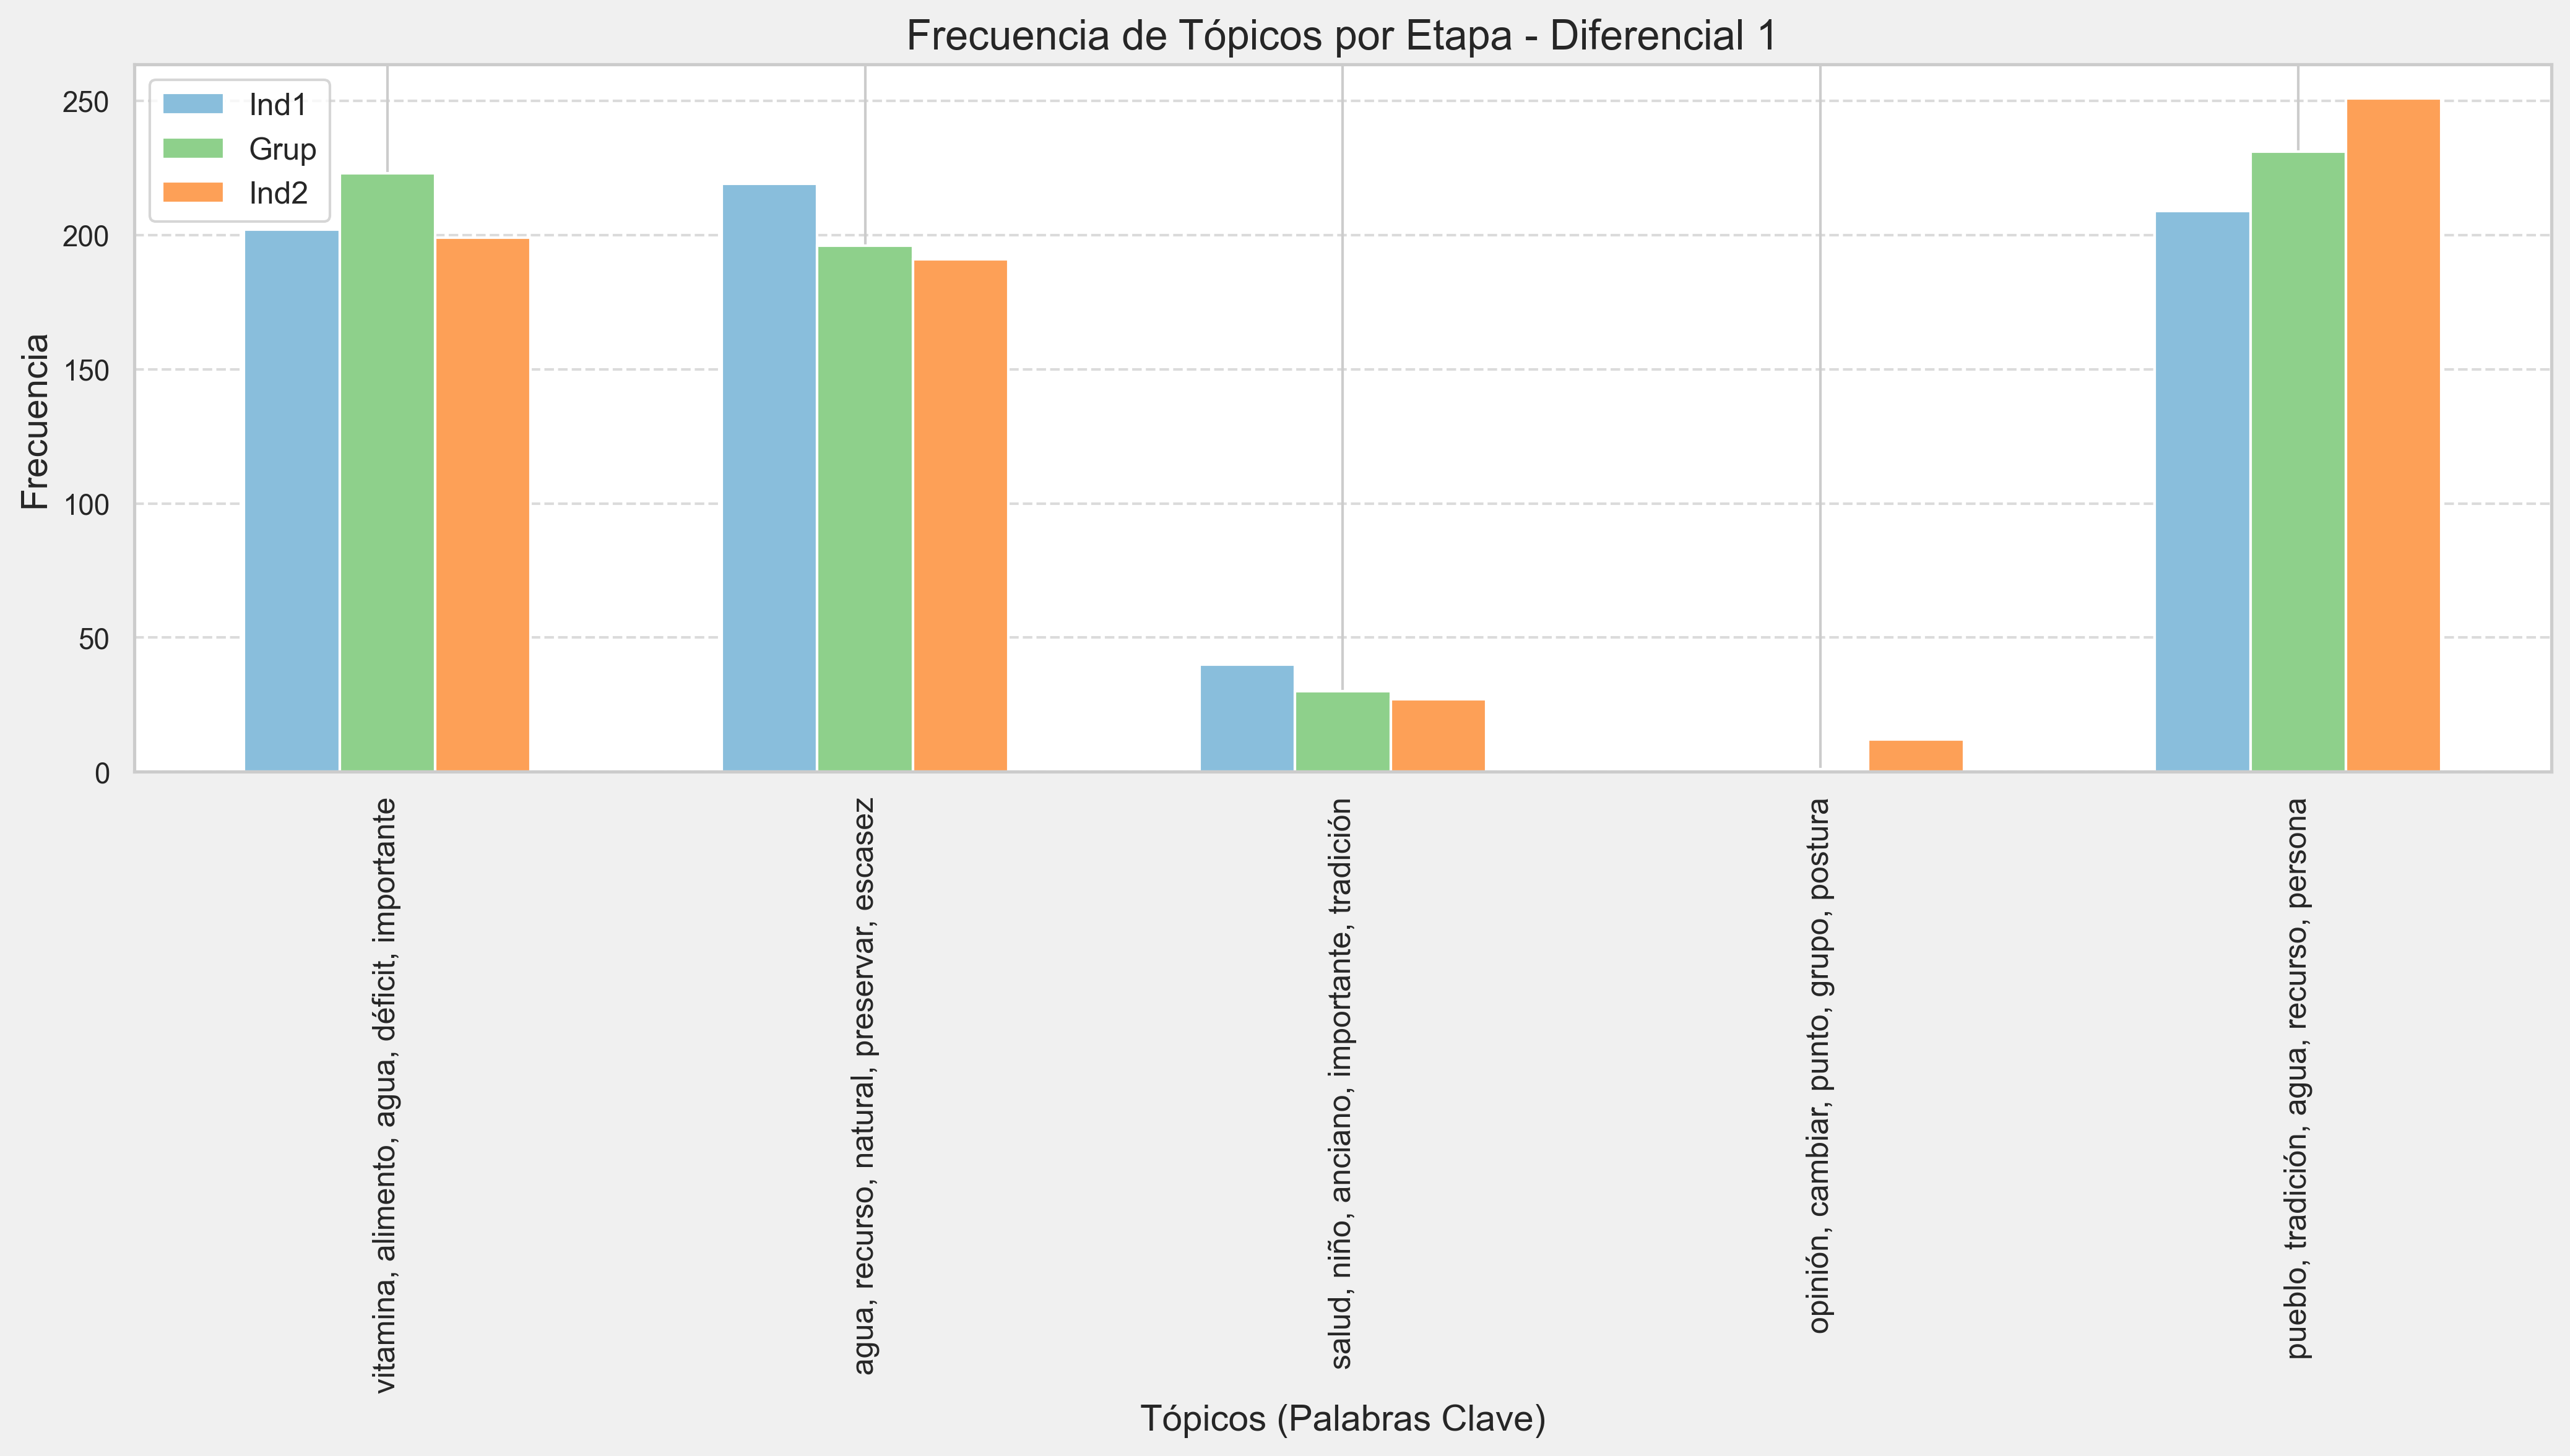 Frecuencia de Tópicos por Etapa - Diferencial 1
Ind1
Grup
Ind2
Frecuencia
250
200
150
100
50
0
vitamina, alimento, agua, déficit, importante
agua, recurso, natural, preservar, escasez
salud, niño, anciano, importante, tradición
opinión, cambiar, punto, grupo, postura
pueblo, tradición, agua, recurso, persona
Tópicos (Palabras Clave)